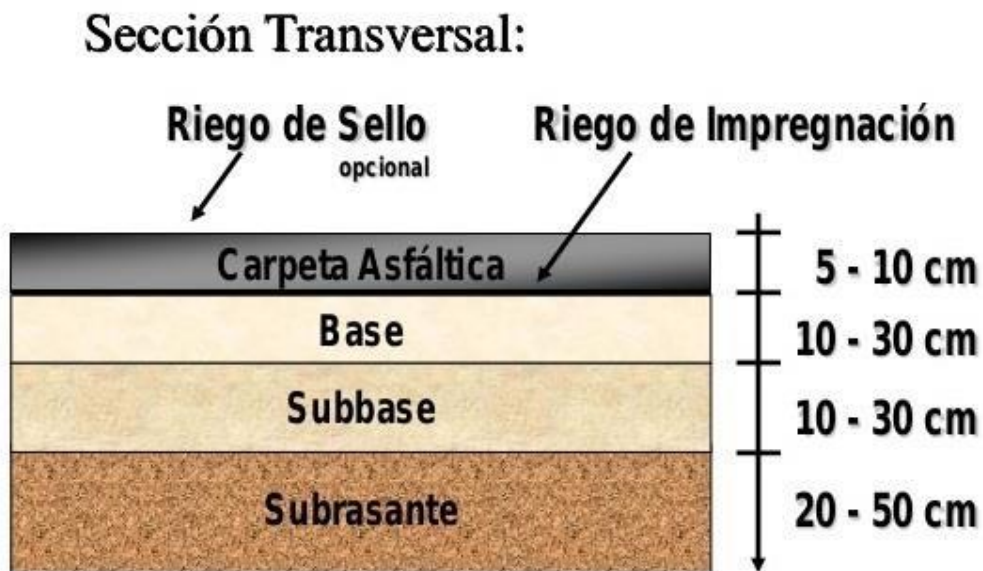 Sección Transversal:
Riego de Sello
opcional
Riego de Impregnación
Carpeta Asfáltica
5 - 10 cm
Base
10 - 30 cm
Subbase
10 - 30 cm
Subrasante
20 - 50 cm